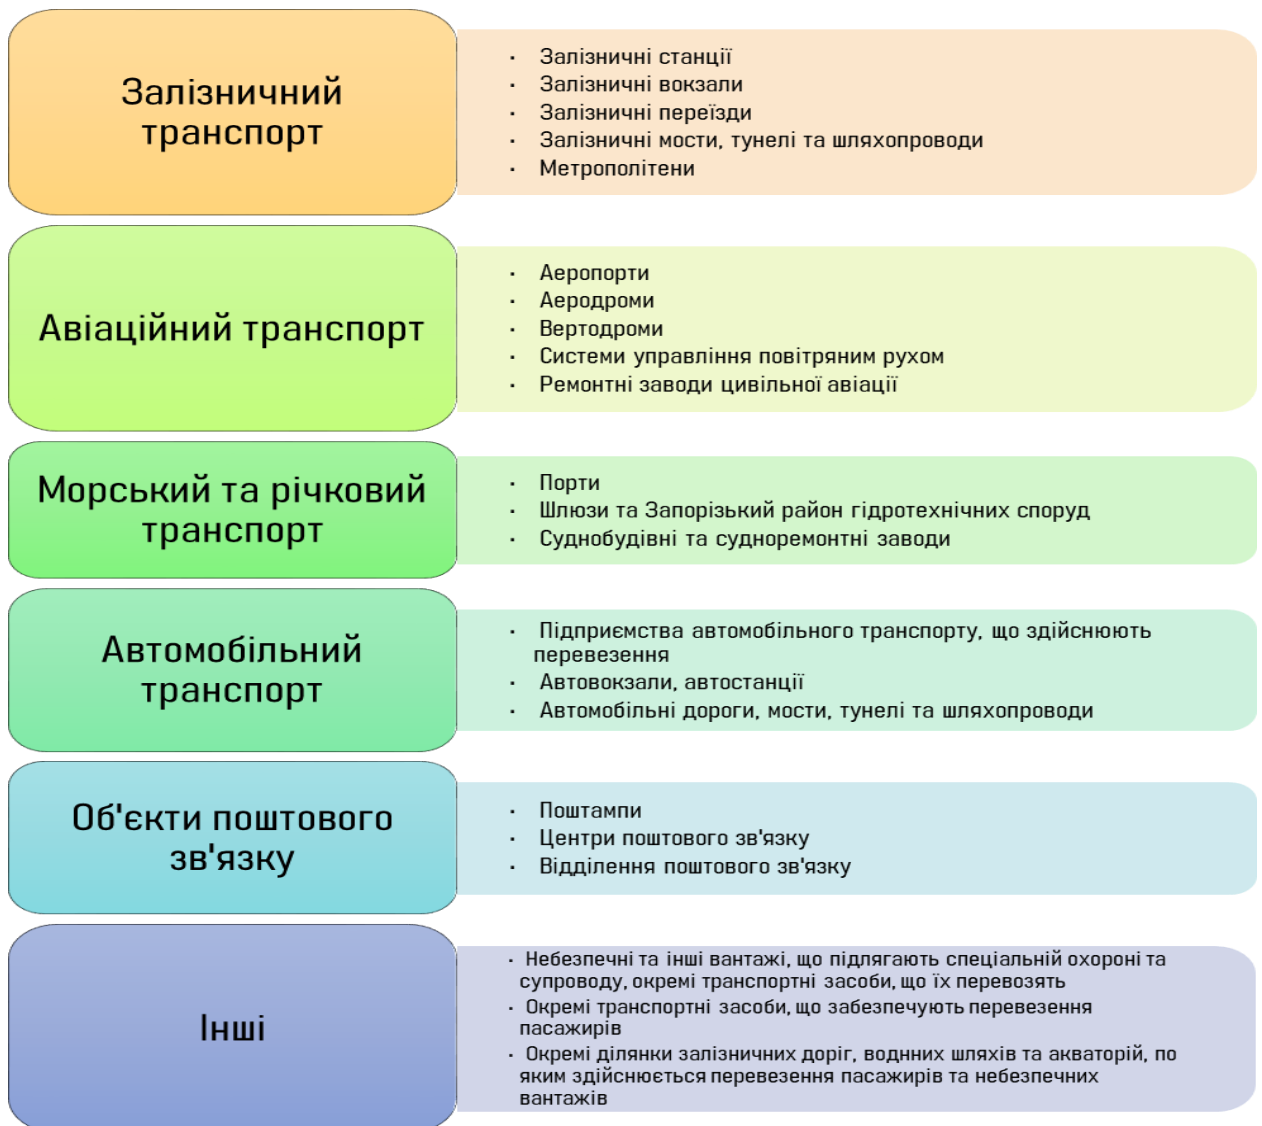 Залізничний
транспорт
· Залізничні станції
· Залізничні вокзали
· Залізничні переїзди
· Залізничні мости, тунелі та шляхопроводи
· Метрополітени
Авіаційний транспорт
· Аеропорти
· Аеродроми
· Вертодроми
· Системи управління повітряним рухом
· Ремонтні заводи цивільної авіації
Морський та річковий
транспорт
· Порти
· Шлюзи та Запорізький район гідротехнічних споруд
· Суднобудівні та судноремонтні заводи
Автомобільний
транспорт
· Підприємства автомобільного транспорту, що здійснюють
перевезення
· Автовокзали, автостанції
· Автомобільні дороги, мости, тунелі та шляхопроводи
Об'єкти поштового
зв'язку
· Поштампи
· Центри поштового зв'язку
· Відділення поштового зв'язку
Інші
· Небезпечні та інші вантажі, що підлягають спеціальній охороні та
супроводу, окремі транспортні засоби, що їх перевозять
· Окремі транспортні засоби, що забезпечують перевезення
пасажирів
· Окремі ділянки залізничних доріг, воднних шляхів та акваторій, по
яким здійснюється перевезення пасажирів та небезпечних
вантажів